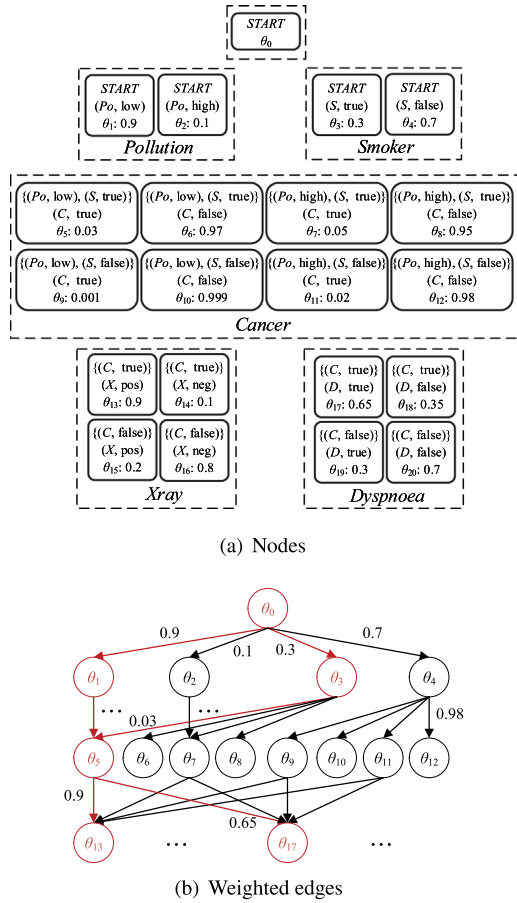 START
θ0
START
(Po, low)
θ1: 0.9
START
(Po, high)
θ2: 0.1
Pollution
START
(S, true)
θ3: 0.3
START
(S, false)
θ4: 0.7
Smoker
{(Po, low), (S, true)}
(C, true)
θ5: 0.03
{(Po, low), (S, true)}
(C, false)
θ6: 0.97
{(Po, high), (S, true)}
(C, true)
θ7: 0.05
{(Po, high), (S, true)}
(C, false)
θ8: 0.95
{(Po, low), (S, false)}
(C, true)
θ9: 0.001
{(Po, low), (S, false)}
(C, false)
θ10: 0.999
{(Po, high), (S, false)}
(C, true)
θ11: 0.02
{(Po, high), (S, false)}
(C, false)
θ12: 0.98
Cancer
{(C, true)}
(X, pos)
θ13: 0.9
{(C, true)}
(X, neg)
θ14: 0.1
{(C, false)}
(X, pos)
θ15: 0.2
{(C, false)}
(X, neg)
θ16: 0.8
Xray
{(C, true)}
(D, true)
θ17: 0.65
{(C, true)}
(D, false)
θ18: 0.35
{(C, false)}
(D, true)
θ19: 0.3
{(C, false)}
(D, false)
θ20: 0.7
Dyspnoea
(a) Nodes
θ0
0.9
0.1
0.3
0.7
θ1
θ2
θ3
θ4
...
...
0.03
0.98
θ5
θ6
θ7
θ8
θ9
θ10
θ11
θ12
0.9
0.65
θ13
...
θ17
...
(b) Weighted edges